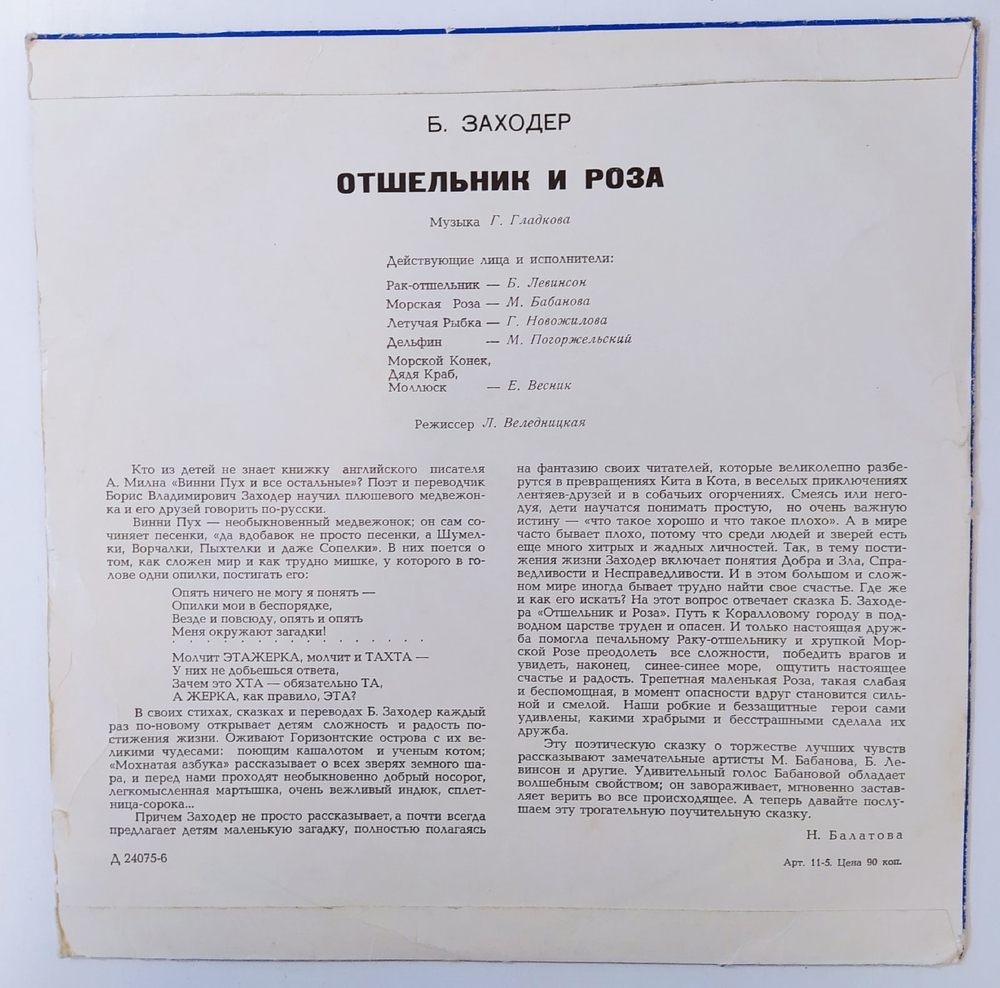 Б. ЗАХОДЕР
ОТШЕЛЬНИК И РОЗА
Музыка Г. Гладкова
Действующие лица и исполнители:
Рак-отшельник — Б. Левинсон
Морская Роза — М. Бабанова
Летучая Рыбка — Г. Новожилова
Дельфин — М. Погоржельский
Морской Конек,
Дядя Краб,
Моллюск — Е. Весник
Режиссер Л. Веледницкая
Кто из детей не знает книжку английского писателя
А. Милна «Винни Пух и все остальные»? Поэт и переводчик
Борис Владимирович Заходер научил плюшевого медвежон-
ка и его друзей говорить по-русски.
Винни Пух — необыкновенный медвежонок; он сам со-
чиняет песенки, «да вдобавок не просто песенки, а Шумел-
ки, Ворчалки, Пыхтелки и даже Сопелки». В них поется о
том, как сложен мир и как трудно мишке, у которого в го-
лове одни опилки, постигать его:
Опять ничего не могу я понять —
Опилки мои в беспорядке,
Везде и повсюду, опять и опять
Меня окружают загадки!
. . . . . . . . . . . . . . . .
Молчит ЭТАЖЕРКА, молчит и ТАХТА —
У них не добьешься ответа,
Зачем это ХТА — обязательно ТА,
А ЖЕРКА, как правило, ЭТА?
В своих стихах, сказках и переводах Б. Заходер каждый
раз по-новому открывает детям сложность и радость по-
стижения жизни. Оживают Горизонтские острова с их ве-
ликими чудесами: поющим кашалотом и ученым котом;
«Мохнатая азбука» рассказывает о всех зверях земного ша-
ра, и перед нами проходят необыкновенно добрый носорог,
легкомысленная мартышка, очень вежливый индюк, сплет-
ница-сорока...
Причем Заходер не просто рассказывает, а почти всегда
предлагает детям маленькую загадку, полностью полагаясь
на фантазию своих читателей, которые великолепно разбе-
рутся в превращениях Кита в Кота, в веселых приключениях
лентяев-друзей и в собачьих огорчениях. Смеясь или него-
дуя, дети научатся понимать простую, но очень важную
истину — «что такое хорошо и что такое плохо». А в мире
часто бывает плохо, потому что среди людей и зверей есть
еще много хитрых и жадных личностей. Так, в тему пости-
жения жизни Заходер включает понятия Добра и Зла, Спра-
ведливости и Несправедливости. И в этом большом и слож-
ном мире иногда бывает трудно найти свое счастье. Где же
и как его искать? На этот вопрос отвечает сказка Б. Заходе-
ра «Отшельник и Роза». Путь к Коралловому городу в под-
водном царстве труден и опасен. И только настоящая друж-
ба помогла печальному Раку-отшельнику и хрупкой Мор-
ской Розе преодолеть все сложности, победить врагов и
увидеть, наконец, синее-синее море, ощутить настоящее
счастье и радость. Трепетная маленькая Роза, такая слабая
и беспомощная, в момент опасности вдруг становится силь-
ной и смелой. Наши робкие и беззащитные герои сами
удивлены, какими храбрыми и бесстрашными сделала их
дружба.
Эту поэтическую сказку о торжестве лучших чувств
рассказывают замечательные артисты М. Бабанова, Б. Ле-
винсон и другие. Удивительный голос Бабановой обладает
волшебным свойством; он завораживает, мгновенно застав-
ляет верить во все происходящее. А теперь давайте послу-
шаем эту трогательную поучительную сказку.
Н. Балатова
Д 24075-6
Арт. 11-5. Цена 90 коп.